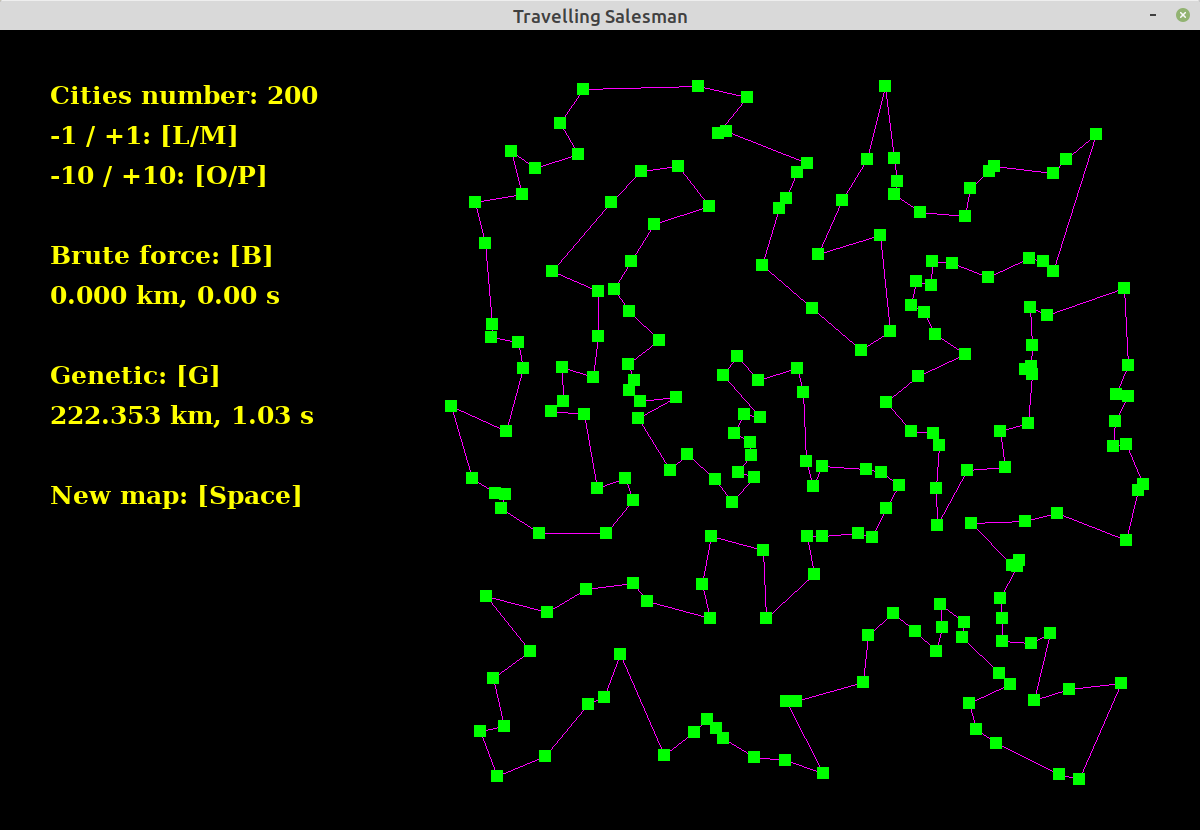 Travelling Salesman
Cities number: 200
-1 / +1: [L/M]
-10 / +10: [O/P]
Brute force: [B]
0.000 km, 0.00 s
Genetic: [G]
222.353 km, 1.03 s
New map: [Space]